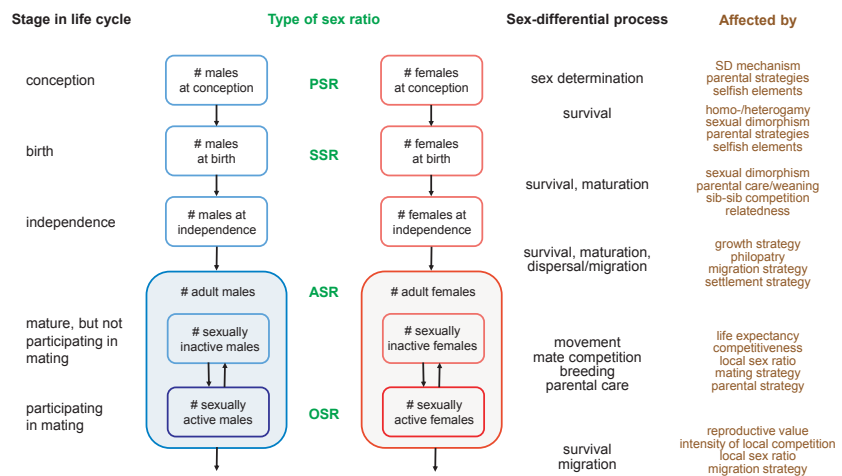 Stage in life cycle
Type of sex ratio
Sex-differential process
Affected by
conception
# males
at conception
PSR
# females
at conception
sex determination
SD mechanism
parental strategies
selfish elements
survival
homo-/heterogamy
sexual dimorphism
parental strategies
selfish elements
birth
# males
at birth
SSR
# females
at birth
survival, maturation
sexual dimorphism
parental care/weaning
sib-sib competition
relatedness
independence
# males at
independence
# females at
independence
survival, maturation,
dispersal/migration
growth strategy
philopatry
migration strategy
settlement strategy
# adult males
ASR
# adult females
mature, but not
participating in
mating
# sexually
inactive males
# sexually
inactive females
movement
mate competition
breeding
parental care
life expectancy
competitiveness
local sex ratio
mating strategy
parental strategy
participating
in mating
# sexually
active males
OSR
# sexually
active females
survival
migration
reproductive value
intensity of local competition
local sex ratio
migration strategy